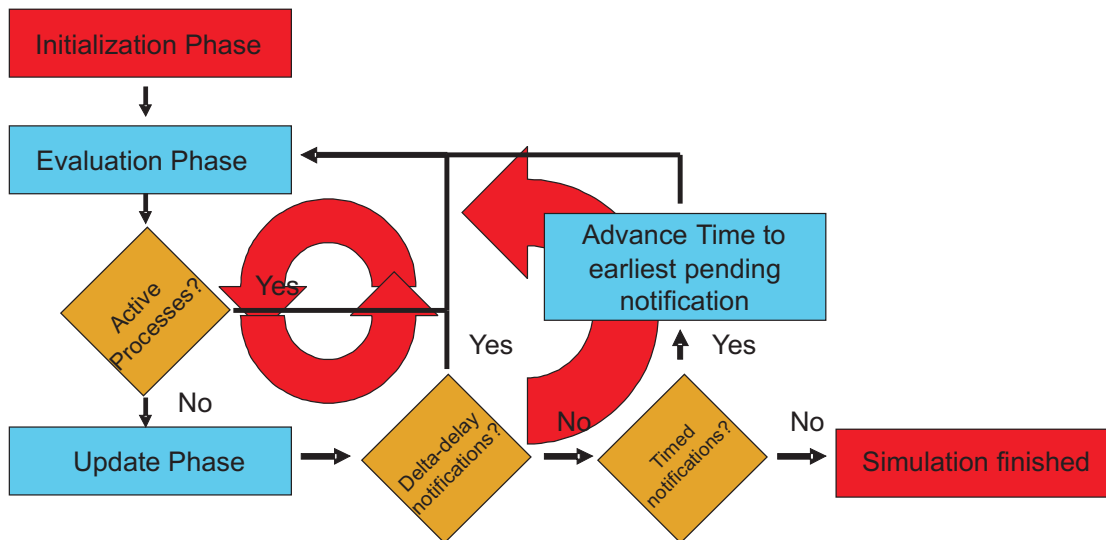 Initialization Phase
Evaluation Phase
Active
Processes?
Yes
No
Update Phase
Delta-delay
notifications?
Yes
No
Advance Time to
earliest pending
notification
Yes
Timed
notifications?
No
Simulation finished